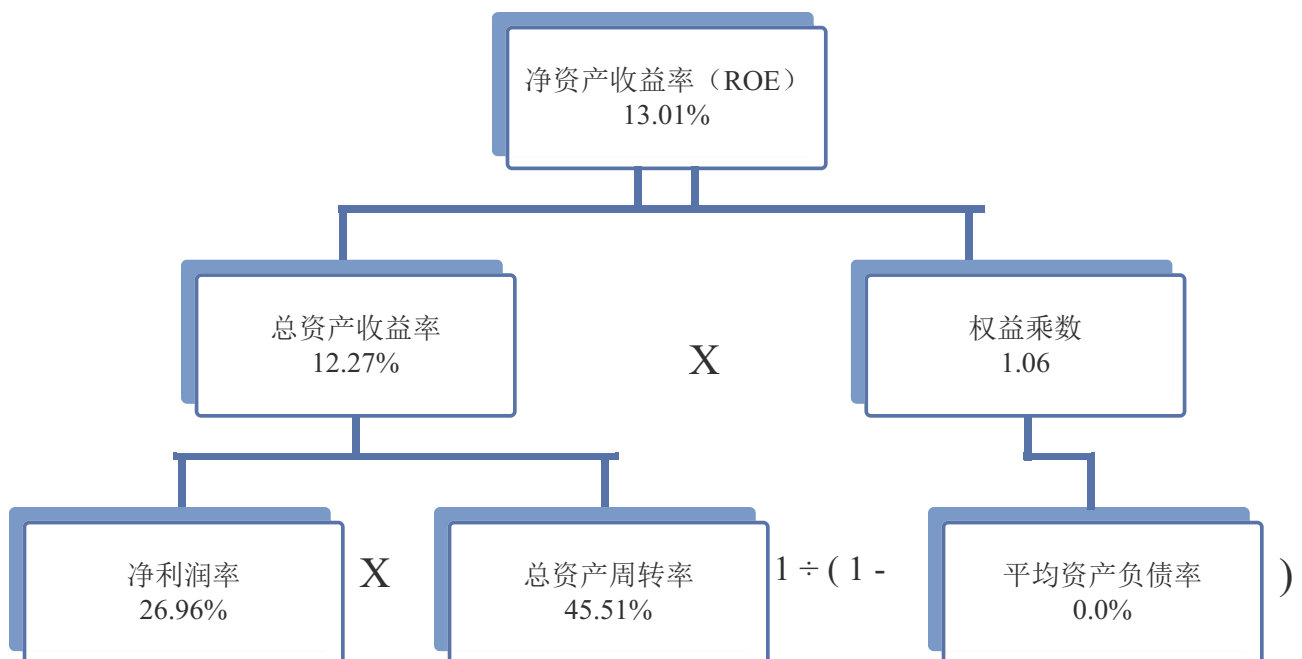 净资产收益率（ROE）
13.01%
总资产收益率
12.27%
X
权益乘数
1.06
净利润率
26.96%
X
总资产周转率
45.51%
1 ÷ ( 1 -
平均资产负债率
0.0%
)